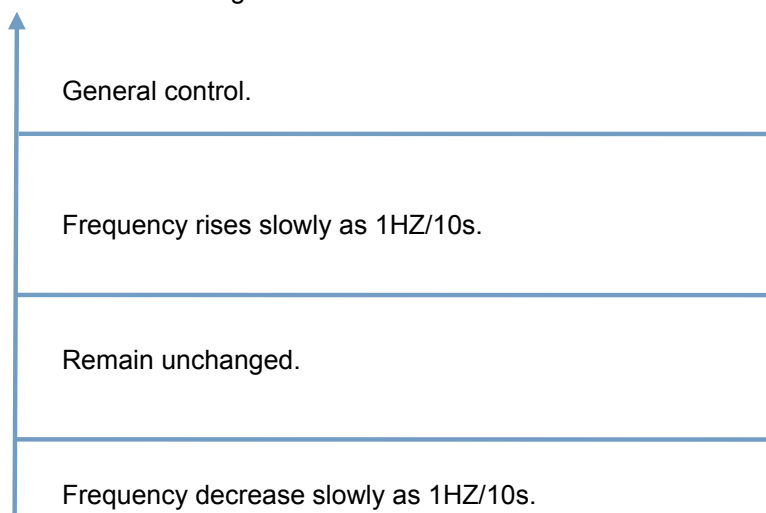 General control.
Frequency rises slowly as 1HZ/10s.
Remain unchanged.
Frequency decrease slowly as 1HZ/10s.